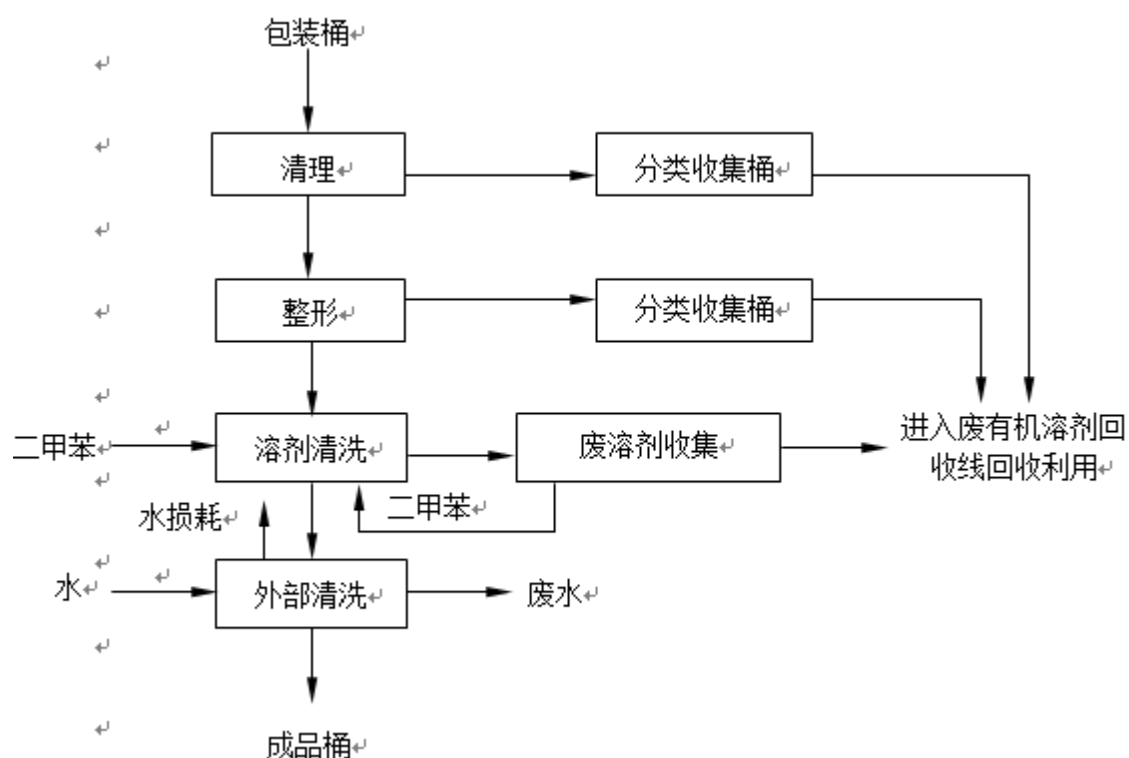 包装桶
清理
分类收集桶
整形
分类收集桶
二甲苯
溶剂清洗
废溶剂收集
进入废有机溶剂回
收线回收利用
水损耗
二甲苯
水
外部清洗
废水
成品桶